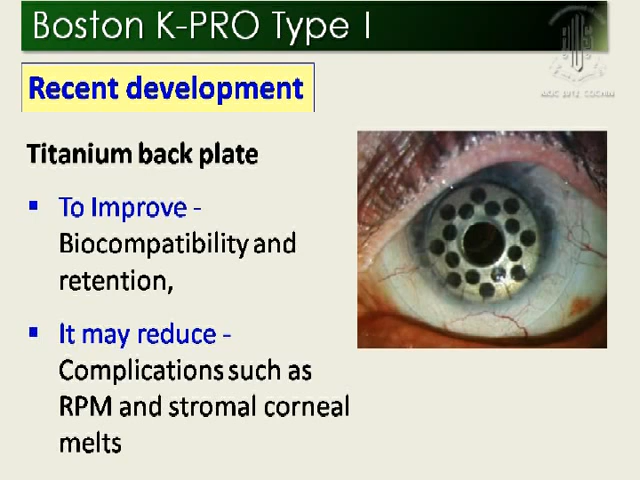 Boston K-PRO Type I
Recent development
Titanium back plate
To Improve -
Biocompatibility and
retention,
It may reduce -
Complications such as
RPM and stromal corneal
melts